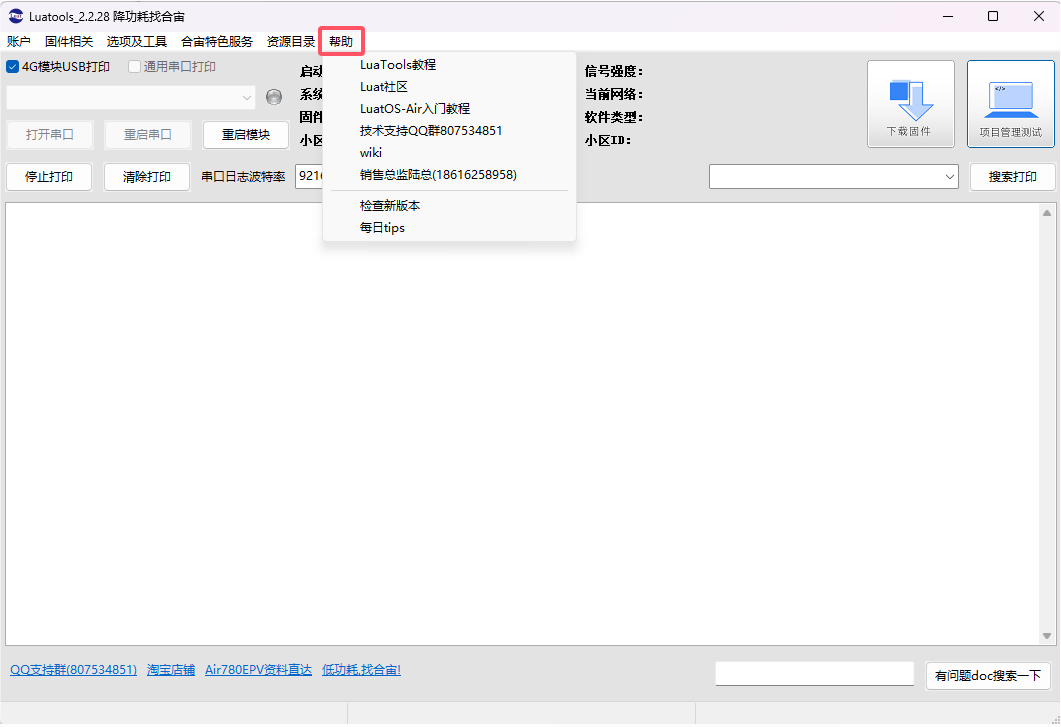 Luatools_2.2.28 降功耗找合宙
账户 固件相关 选项及工具 合宙特色服务 资源目录 帮助
4G模块USB打印 通用串口打印
打开串口 重启串口 重启模块
停止打印 清除打印 串口日志波特率 9216
启动
系统
固件
小区
LuaTools教程
Luat社区
LuatOS-Air入门教程
技术支持QQ群807534851
wiki
销售总监陆总(18616258958)
检查新版本
每日tips
信号强度:
当前网络:
软件类型:
小区ID:
下载固件
项目管理测试
搜索打印
QQ支持群(807534851) 淘宝店铺 Air780EPV资料直达 低功耗,找合宙!
有问题doc搜索一下